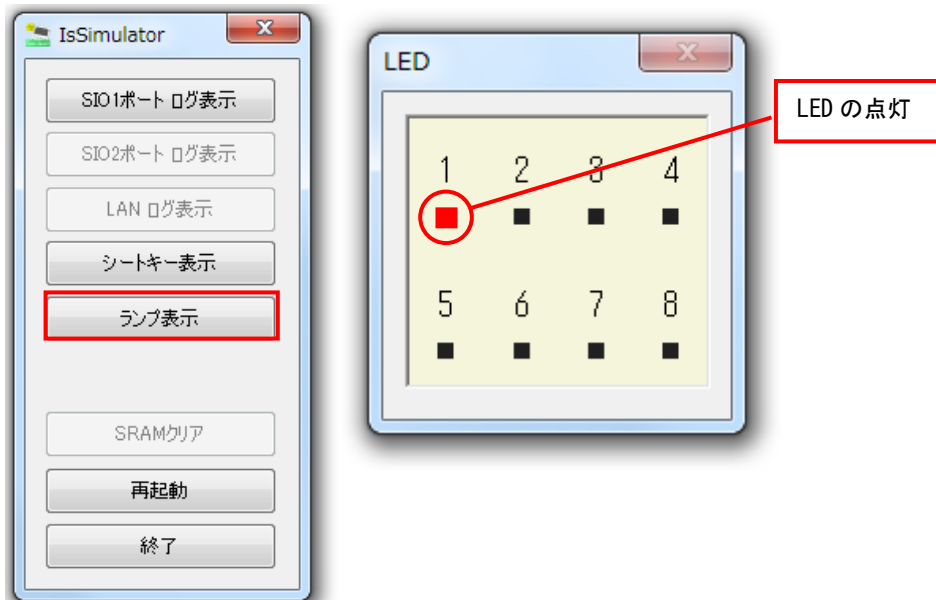 IsSimulator
SIO1ポート ログ表示
SIO2ポート ログ表示
LAN ログ表示
シートキー表示
ランプ表示
SRAMクリア
再起動
終了
LED
1 2 3 4
5 6 7 8
LED の点灯